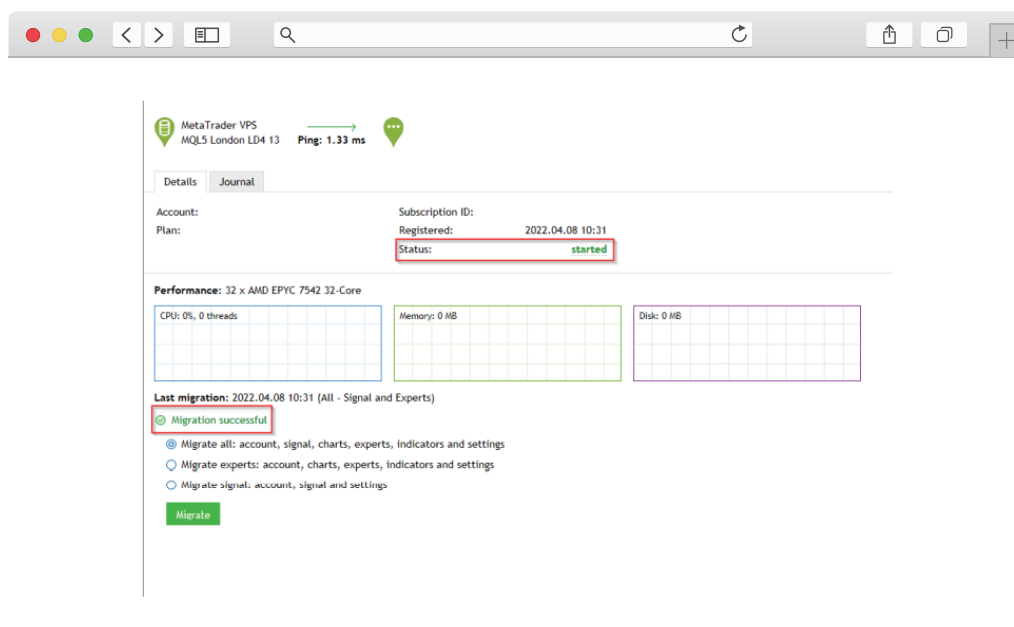 MetaTrader VPS
MQL5 London LD4 13 Ping: 1.33 ms
Details Journal
Account: Subscription ID:
Plan: Registered: 2022.04.08 10:31
Status: started
Performance: 32 x AMD EPYC 7542 32-Core
CPU: 0%, 0 threads Memory: 0 MB Disk: 0 MB
Last migration: 2022.04.08 10:31 (All - Signal and Experts)
Migration successful
Migrate all: account, signal, charts, experts, indicators and settings
Migrate experts: account, charts, experts, indicators and settings
Migrate signal: account, signal and settings
Migrate